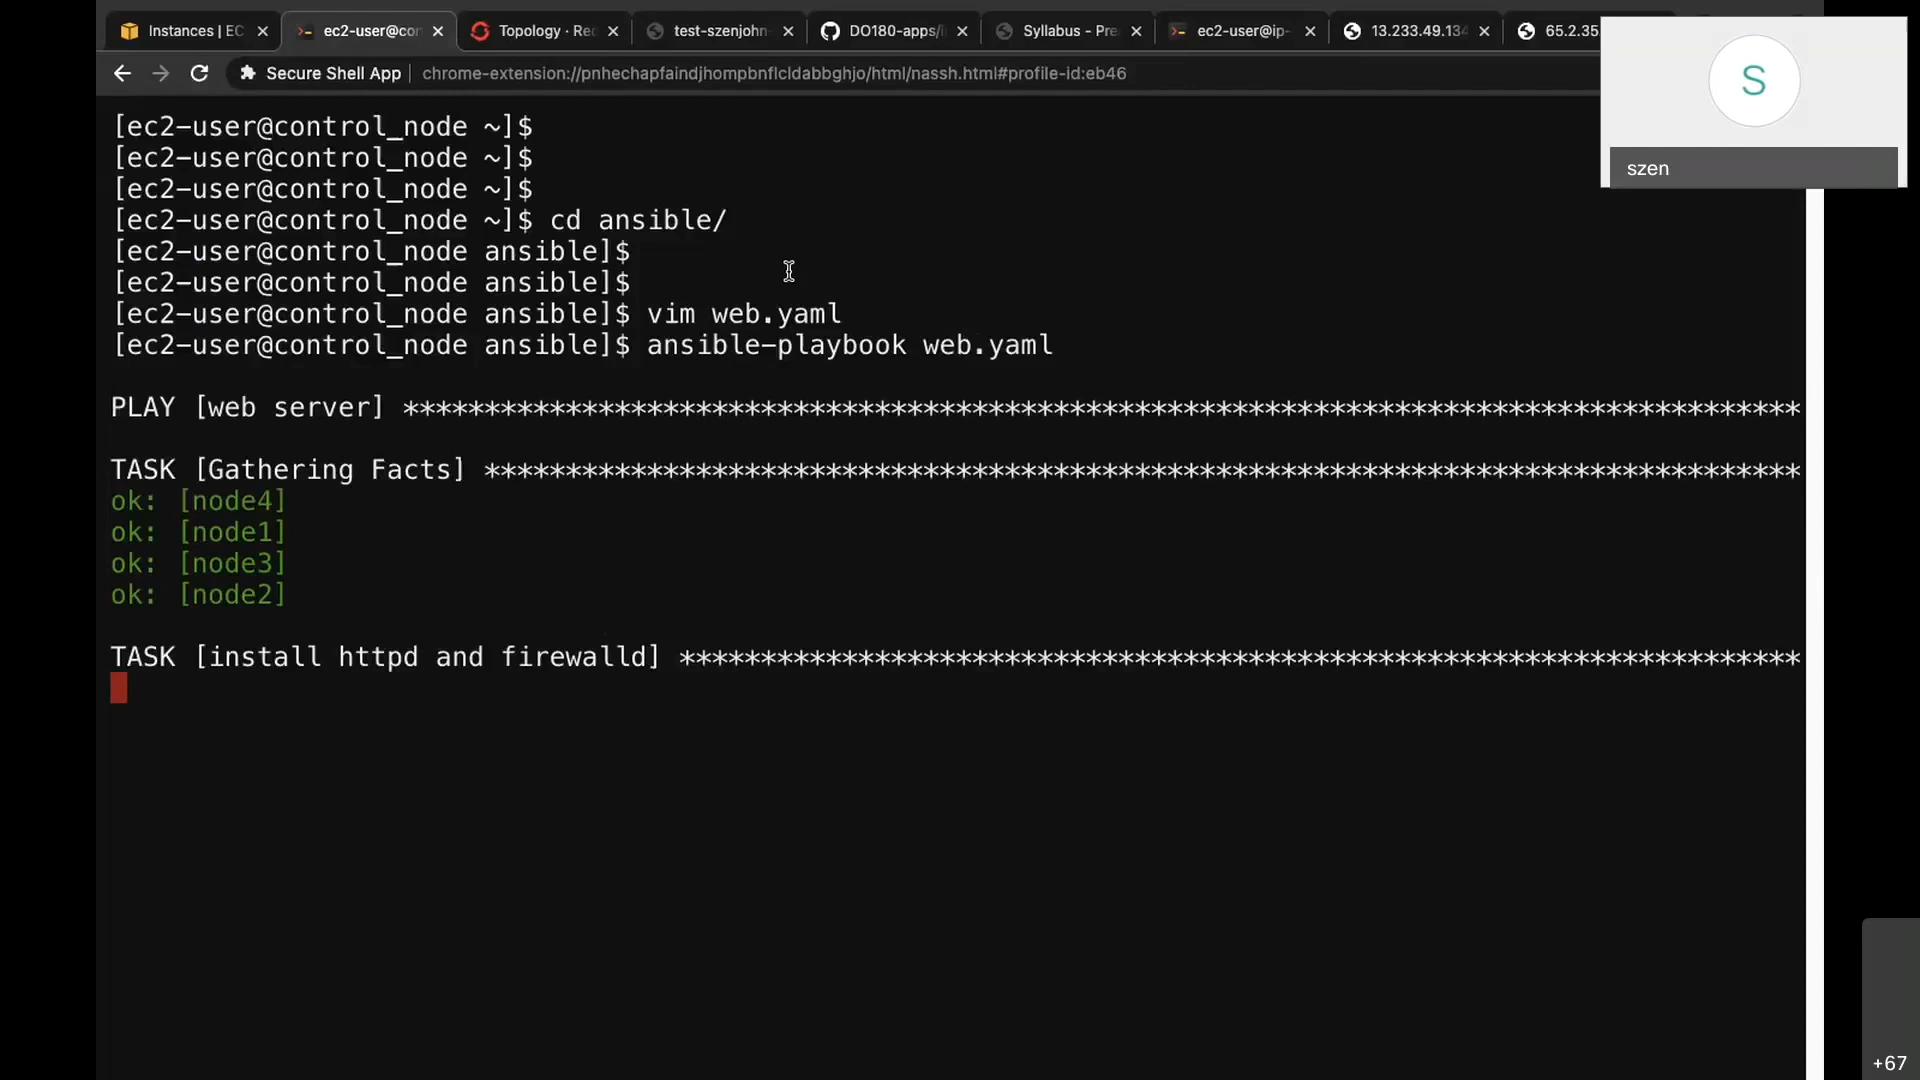 Instances | EC
ec2-user@con
Topology · Red
test-szenjohn
DO180-apps/
Syllabus - Pre
ec2-user@ip-
13.233.49.134
65.2.35
Secure Shell App
chrome-extension://pnhechapfaindjhompbnflcldabbghjo/html/nassh.html#profile-id:eb46
S
szen
[ec2-user@control_node ~]$
[ec2-user@control_node ~]$
[ec2-user@control_node ~]$
[ec2-user@control_node ~]$ cd ansible/
[ec2-user@control_node ansible]$
[ec2-user@control_node ansible]$
[ec2-user@control_node ansible]$ vim web.yaml
[ec2-user@control_node ansible]$ ansible-playbook web.yaml
PLAY [web server] **************************************************************************************
TASK [Gathering Facts] *********************************************************************************
ok: [node4]
ok: [node1]
ok: [node3]
ok: [node2]
TASK [install httpd and firewalld] *********************************************************************
+67